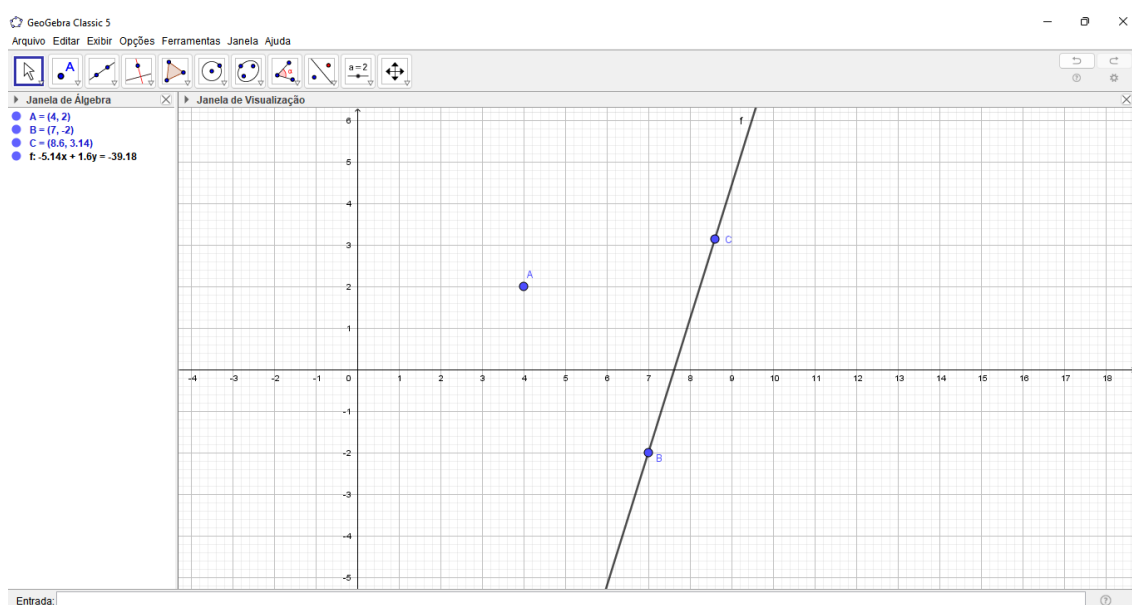 GeoGebra Classic 5
Arquivo Editar Exibir Opções Ferramentas Janela Ajuda
A
α
a=2
Janela de Álgebra
Janela de Visualização
A = (4, 2)
B = (7, -2)
C = (8.6, 3.14)
f: -5.14x + 1.6y = -39.18
f
6
5
4
3
C
A
2
1
-4 -3 -2 -1 0 1 2 3 4 5 6 7 8 9 10 11 12 13 14 15 16 17 18
-1
-2
B
-3
-4
-5
Entrada: